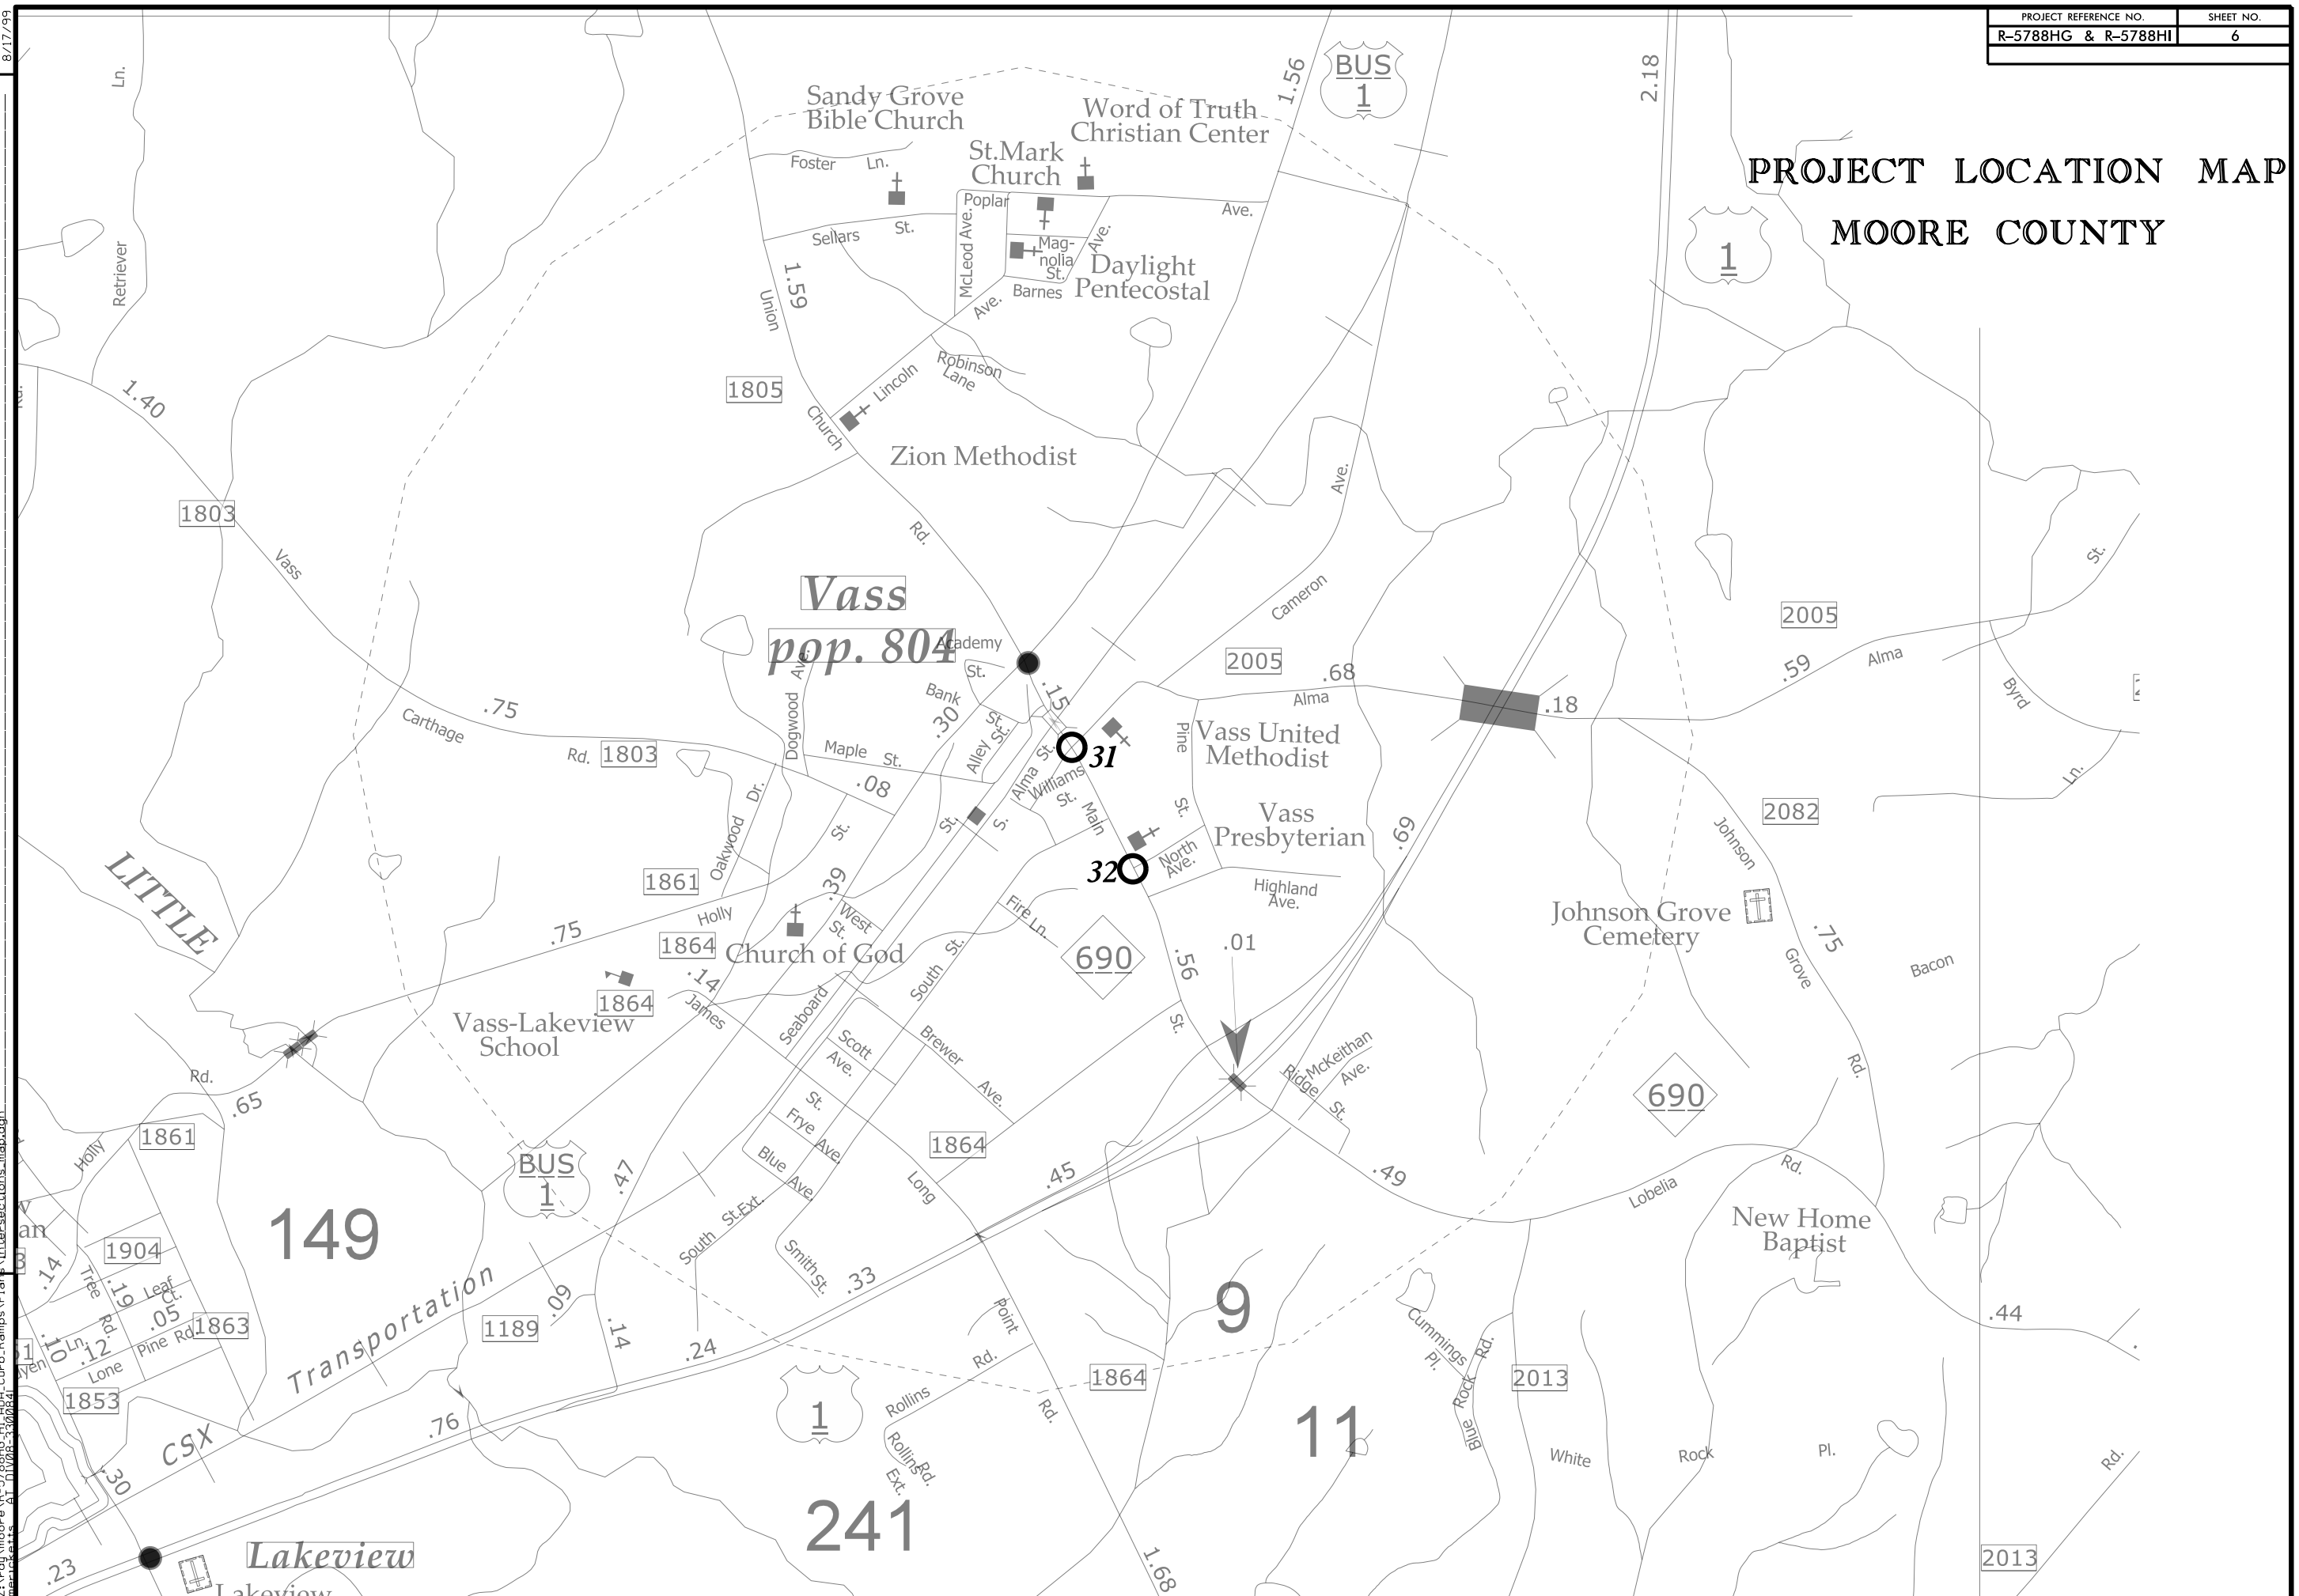 8/17/99
PROJECT REFERENCE NO.
SHEET NO.
R-5788HG & R-5788HI
6
PROJECT LOCATION MAP
MOORE COUNTY
Ln.
Retriever
1.40
1803
Vass
Sandy Grove
Bible Church
Word of Truth
Christian Center
St.Mark
Church
Foster Ln.
Poplar
Ave.
Sellars St.
McLeod Ave.
Mag-
nolia
St.
Ave.
Barnes
Daylight
Pentecostal
Ave.
Lincoln
Robinson
Lane
1.59
Union
Church
Rd.
1805
Zion Methodist
1.56
BUS
1
2.18
1
Ave.
Cameron
Vass
pop. 804
Academy
St.
Bank
St.
.15
.30
Dogwood Ave.
Maple St.
Alley St.
Alma St.
31
Williams
St.
Main
S.
St.
.75
Carthage
Rd.
1803
.08
2005
.68
Alma
Pine
St.
Vass United
Methodist
Vass
Presbyterian
.18
.59
Alma
St.
2005
Byrd
Ln.
2082
Johnson
Grove
Rd.
.75
Bacon
Johnson Grove
Cemetery
32
North
Ave.
Highland
Ave.
.69
LITTLE
Oakwood Dr.
St.
1861
Holly
.75
.39
West
St.
1864
Church of God
.14
1864
James
Vass-Lakeview
School
Fire Ln.
South St.
Seaboard
Scott
Ave.
Brewer
Ave.
690
.56
St.
.01
McKeithan
Ave.
Ridge St.
690
Rd.
.65
1861
Holly
St.
Frye Ave.
Blue
Ave.
1864
Long
.45
.49
Lobelia
Rd.
New Home
Baptist
BUS
1
.47
149
1904
.14
Tree
Rd.
.19
Leaf
Ct.
.05
1863
.10
Ln.
.12
Lone
Pine Rd.
1853
South St.Ext.
Smith St.
.33
9
Point
Rd.
Transportation
CSX
1189
.09
.14
.24
.76
1
Rollins
Rd.
Rollins
Rd.
Ext.
1864
11
Cummings
Pl.
Blue Rock Rd.
2013
.44
White Rock Pl.
Rd.
2013
.30
.23
Lakeview
Lakeview
241
1.68